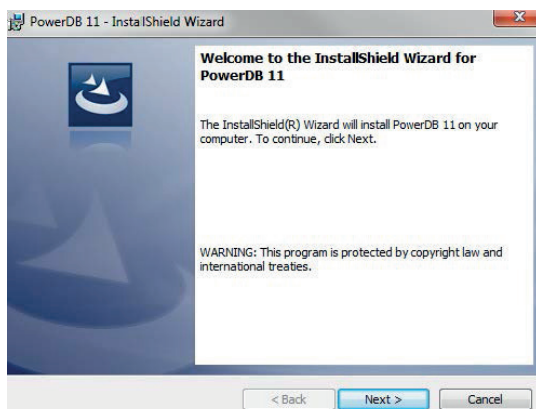 PowerDB 11 - InstallShield Wizard
Welcome to the InstallShield Wizard for
PowerDB 11
The InstallShield(R) Wizard will install PowerDB 11 on your
computer. To continue, click Next.
WARNING: This program is protected by copyright law and
international treaties.
< Back
Next >
Cancel